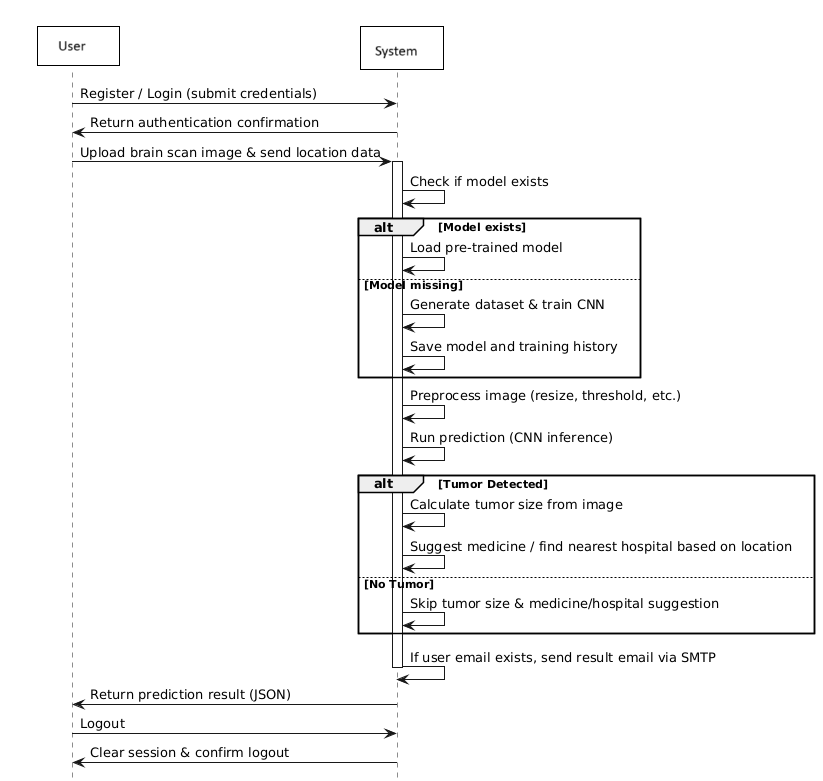 User
System
Register / Login (submit credentials)
Return authentication confirmation
Upload brain scan image & send location data
Check if model exists
alt [Model exists]
Load pre-trained model
[Model missing]
Generate dataset & train CNN
Save model and training history
Preprocess image (resize, threshold, etc.)
Run prediction (CNN inference)
alt [Tumor Detected]
Calculate tumor size from image
Suggest medicine / find nearest hospital based on location
[No Tumor]
Skip tumor size & medicine/hospital suggestion
If user email exists, send result email via SMTP
Return prediction result (JSON)
Logout
Clear session & confirm logout